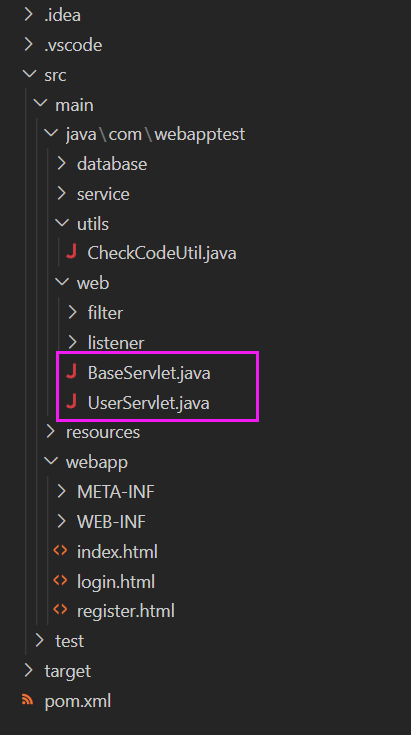 .idea
.vscode
src
main
java\com\webapptest
database
service
utils
CheckCodeUtil.java
web
filter
listener
BaseServlet.java
UserServlet.java
resources
webapp
META-INF
WEB-INF
index.html
login.html
register.html
test
target
pom.xml